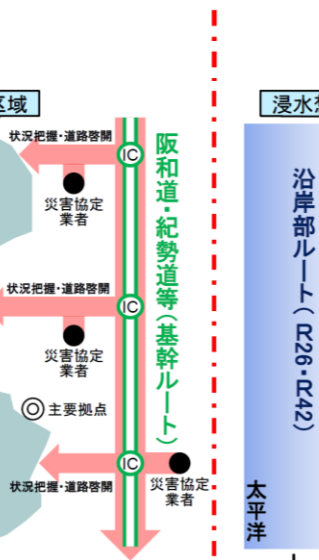 区域
浸水
状況把握・道路啓開
IC
災害協定
業者
阪和道・紀勢道等(基幹ルート)
沿岸部ルート(R26・R42)
状況把握・道路啓開
IC
災害協定
業者
◎主要拠点
IC
状況把握・道路啓開
災害協定
業者
太平洋